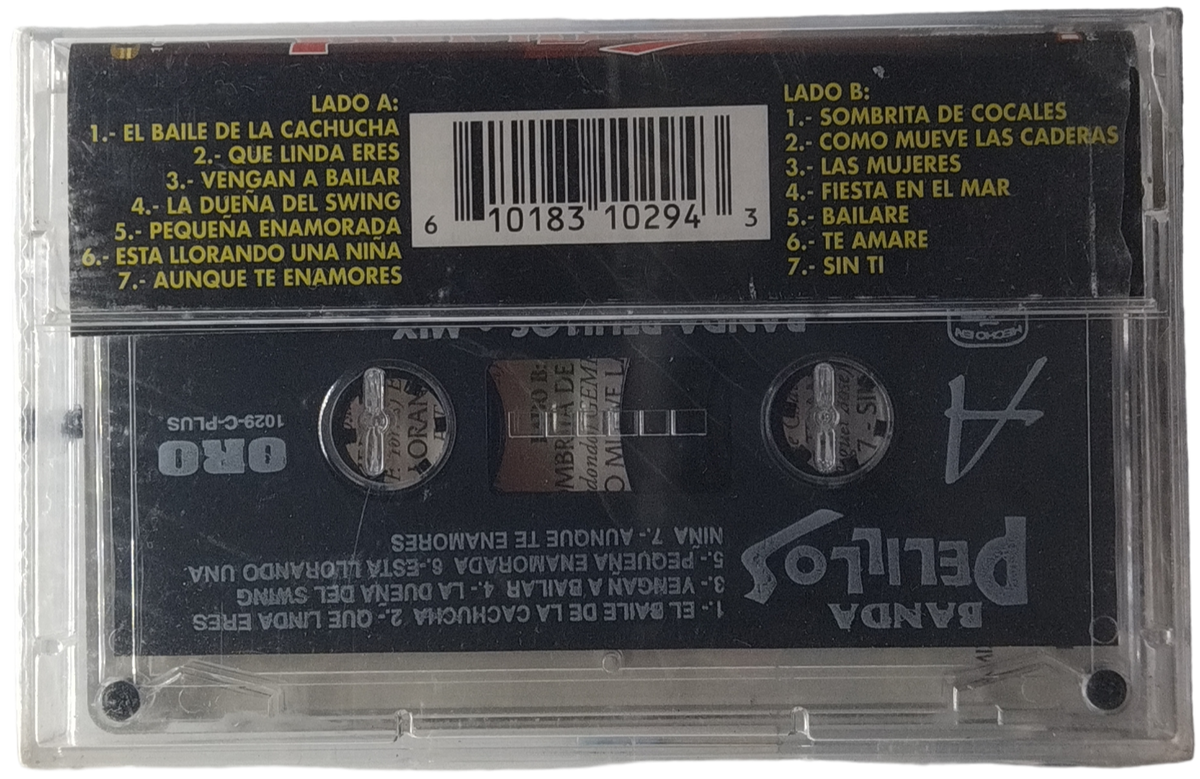 LADO A:
1.- EL BAILE DE LA CACHUCHA
2.- QUE LINDA ERES
3.- VENGAN A BAILAR
4.- LA DUEÑA DEL SWING
5.- PEQUEÑA ENAMORADA
6.- ESTA LLORANDO UNA NIÑA
7.- AUNQUE TE ENAMORES
6 10183 10294 3
LADO B:
1.- SOMBRITA DE COCALES
2.- COMO MUEVE LAS CADERAS
3.- LAS MUJERES
4.- FIESTA EN EL MAR
5.- BAILARE
6.- TE AMARE
7.- SIN TI
BANDA
PELILLOS
1.- EL BAILE DE LA CACHUCHA 2.- QUE LINDA ERES
3.- VENGAN A BAILAR 4.- LA DUEÑA DEL SWING
5.- PEQUEÑA ENAMORADA 6.-ESTA LLORANDO UNA
NIÑA 7.- AUNQUE TE ENAMORES
A
ORO
1029-C-PLUS
HECHO EN
BANDA PELILLOS • MIX